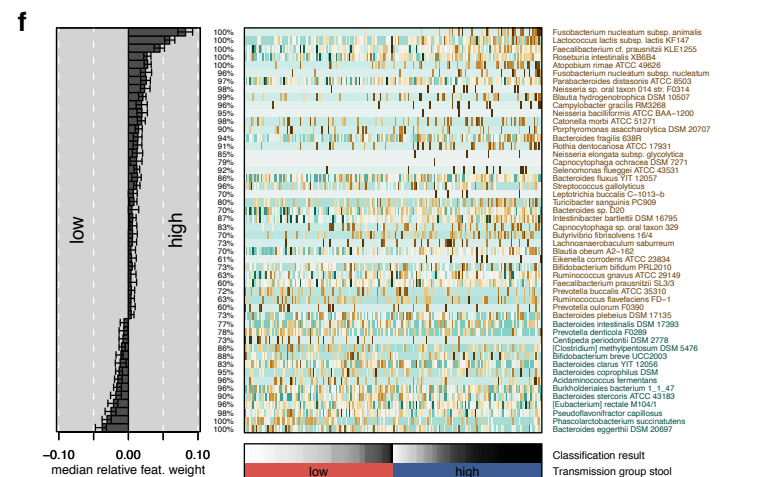 f
100% Fusobacterium nucleatum subsp. animalis
100% Lactococcus lactis subsp. lactis KF147
100% Faecalibacterium cf. prausnitzii KLE1255
100% Roseburia intestinalis XB6B4
100% Atopobium rimae ATCC 49626
96% Fusobacterium nucleatum subsp. nucleatum
97% Parabacteroides distasonis ATCC 8503
98% Neisseria sp. oral taxon 014 str. F0314
99% Blautia hydrogenotrophica DSM 10507
96% Campylobacter gracilis RM3268
95% Neisseria bacilliformis ATCC BAA−1200
98% Catonella morbi ATCC 51271
90% Porphyromonas asaccharolytica DSM 20707
94% Bacteroides fragilis 638R
91% Rothia dentocariosa ATCC 17931
85% Neisseria elongata subsp. glycolytica
79% Capnocytophaga ochracea DSM 7271
92% Selenomonas flueggei ATCC 43531
86% Bacteroides fluxus YIT 12057
96% Streptococcus gallolyticus
70% Leptotrichia buccalis C−1013−b
80% Turicibacter sanguinis PC909
70% Bacteroides sp. D20
87% Intestinibacter bartlettii DSM 16795
83% Capnocytophaga sp. oral taxon 329
67% Butyrivibrio fibrisolvens 16/4
73% Lachnoanaerobaculum saburreum
70% Blautia obeum A2−162
61% Eikenella corrodens ATCC 23834
73% Bifidobacterium bifidum PRL2010
63% Ruminococcus gnavus ATCC 29149
60% Faecalibacterium prausnitzii SL3/3
72% Prevotella buccalis ATCC 35310
63% Ruminococcus flavefaciens FD−1
60% Prevotella oulorum F0390
73% Bacteroides plebeius DSM 17135
77% Bacteroides intestinalis DSM 17393
78% Prevotella denticola F0289
73% Centipeda periodontii DSM 2778
86% [Clostridium] methylpentosum DSM 5476
88% Bifidobacterium breve UCC2003
83% Bacteroides clarus YIT 12056
95% Bacteroides coprophilus DSM
96% Acidaminococcus fermentans
96% Burkholderiales bacterium 1_1_47
90% Bacteroides stercoris ATCC 43183
96% [Eubacterium] rectale M104/1
98% Pseudoflavonifractor capillosus
100% Phascolarctobacterium succinatutens
100% Bacteroides eggerthii DSM 20697
low high
−0.10 0.00 0.10
median relative feat. weight
Classification result
low high Transmission group stool